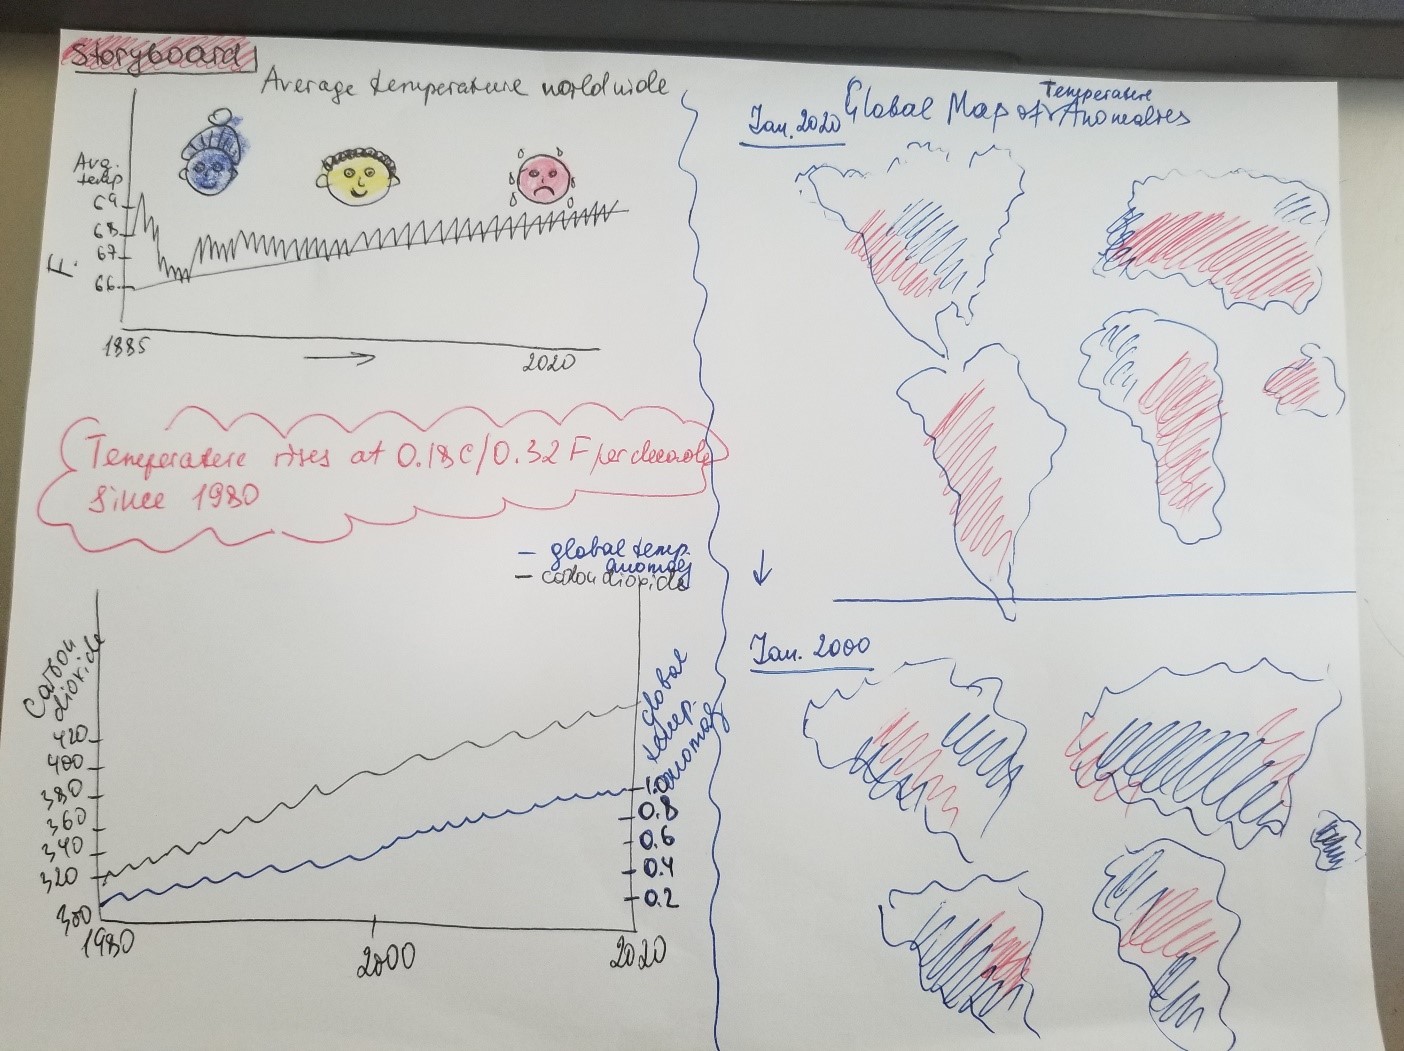 Storyboard
Average temperature worldwide
Avg.
temp
69
68
67
66
F.
1885
2020
Temperature rises at 0.18C/0.32 F/per decade
Since 1980
global temp.
anomaly
carbon dioxide
Carbon
dioxide
420
400
380
360
340
320
300
1980
2000
2020
Global
temp.
anomaly
1.0
0.8
0.6
0.4
0.2
Temperature
Global Map of Anomalies
Jan. 2020
Jan. 2000